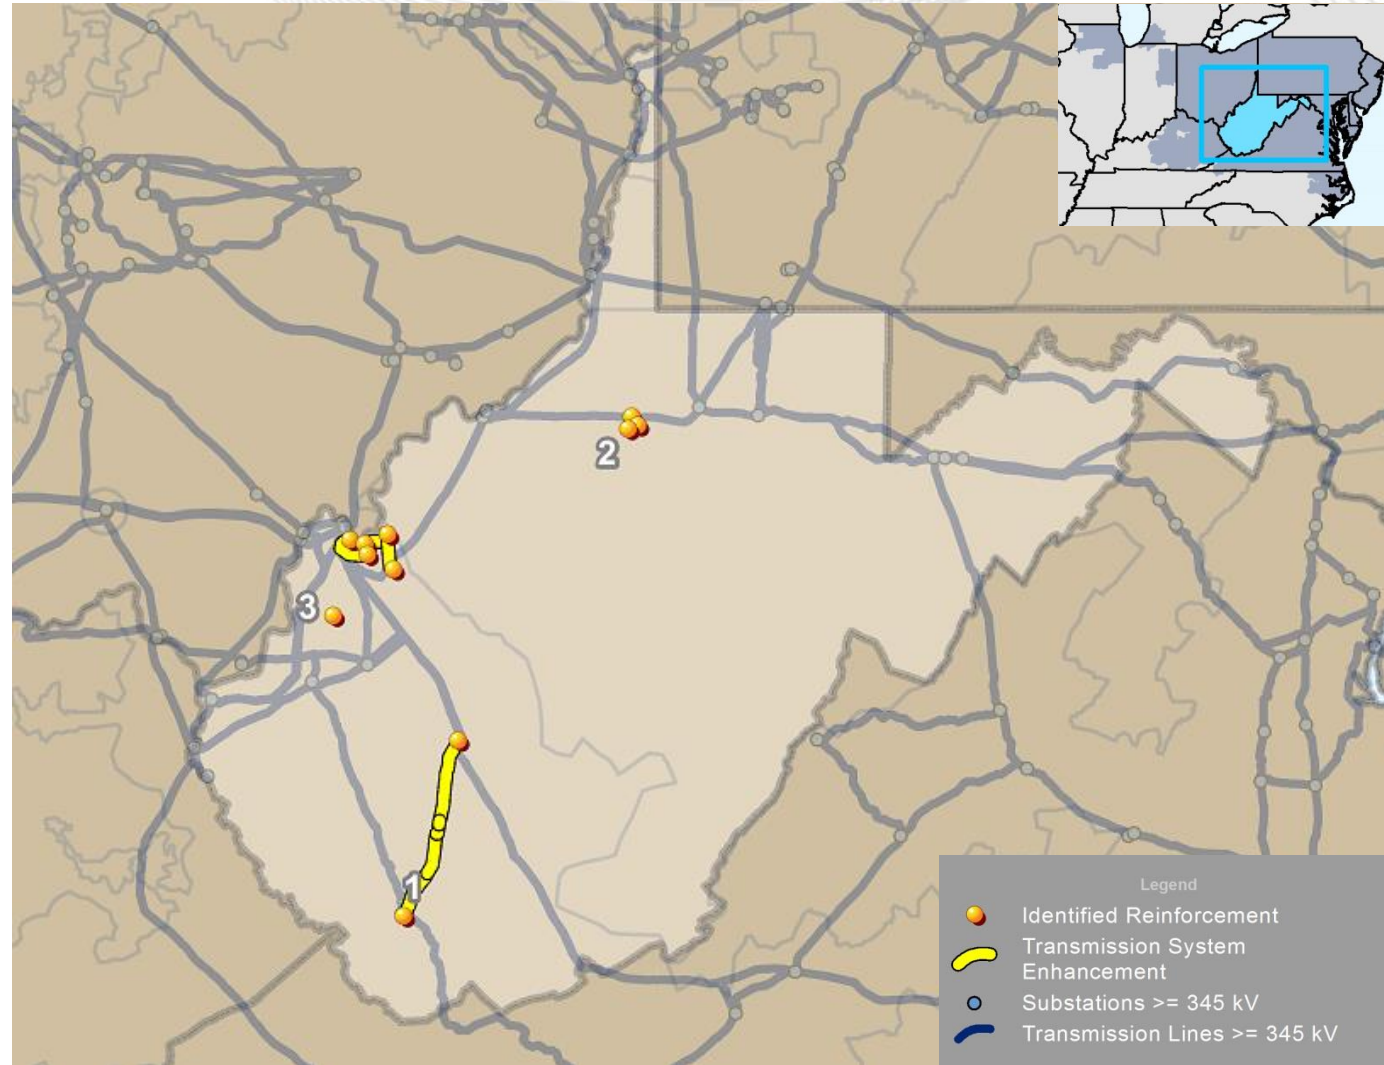 2
3
1
Legend
Identified Reinforcement
Transmission System
Enhancement
Substations >= 345 kV
Transmission Lines >= 345 kV